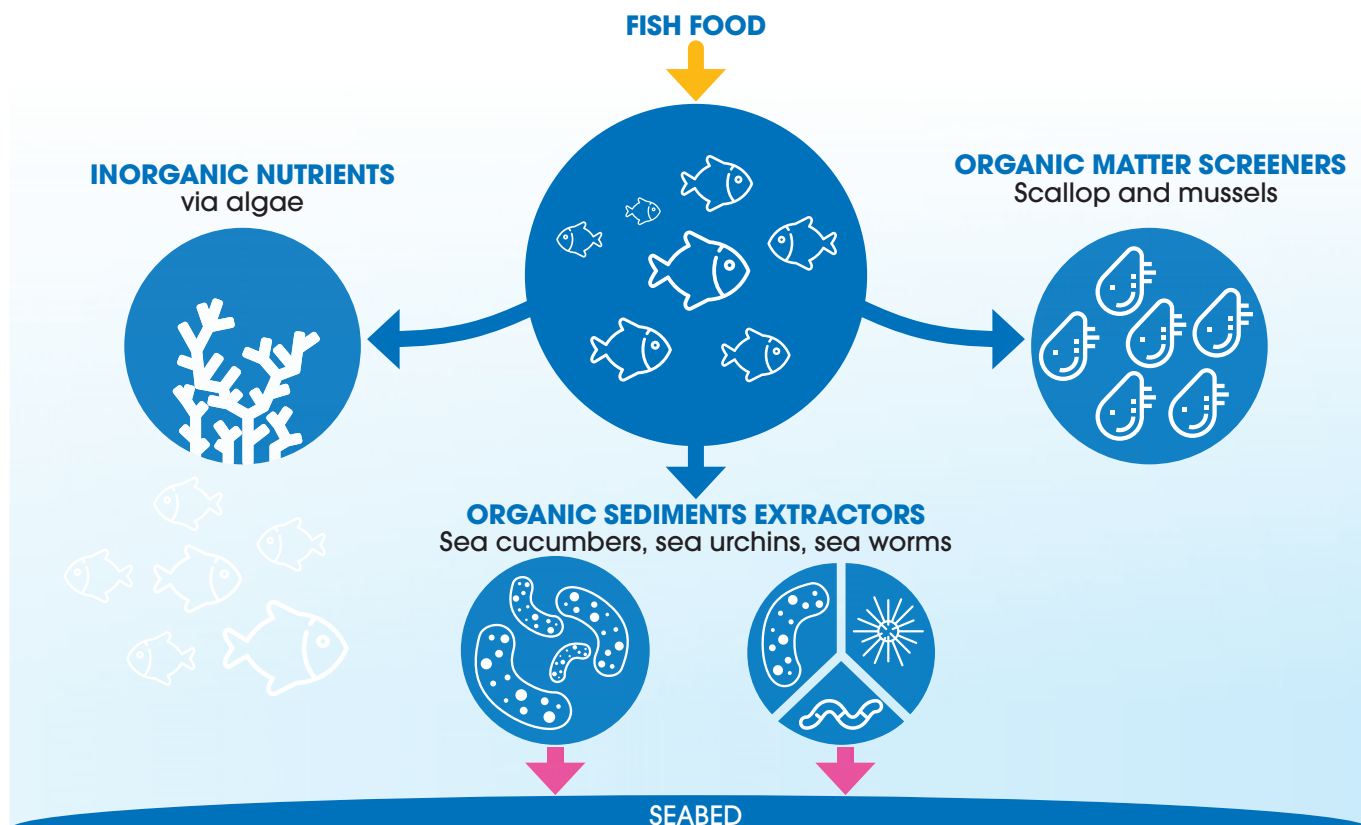 FISH FOOD
INORGANIC NUTRIENTS
via algae
ORGANIC MATTER SCREENERS
Scallop and mussels
ORGANIC SEDIMENTS EXTRACTORS
Sea cucumbers, sea urchins, sea worms
SEABED